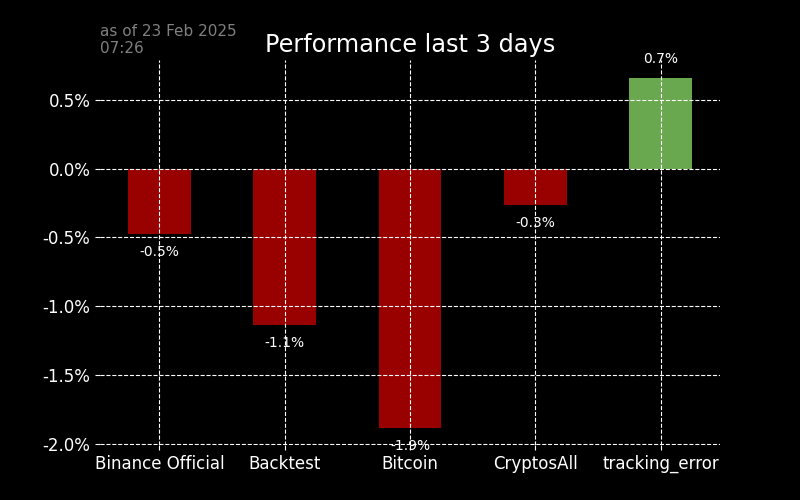 as of 23 Feb 2025
07:26
Performance last 3 days
0.7%
0.5%
0.0%
-0.5%
-1.0%
-1.5%
-2.0%
-0.5%
-1.1%
-1.9%
-0.3%
Binance Official
Backtest
Bitcoin
CryptosAll
tracking_error